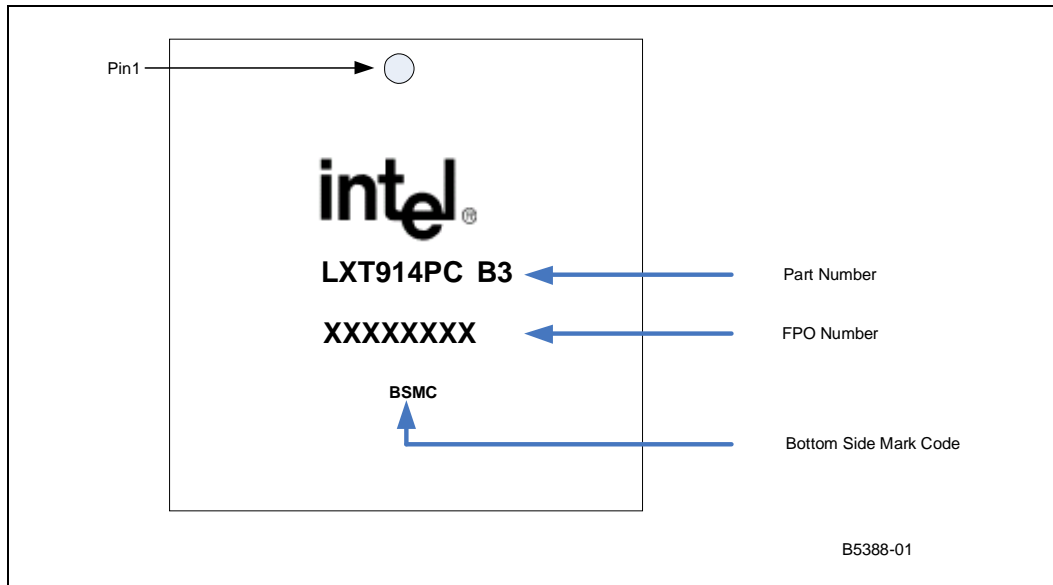 Pin1
intel®
LXT914PC B3
Part Number
XXXXXXXX
FPO Number
BSMC
Bottom Side Mark Code
B5388-01